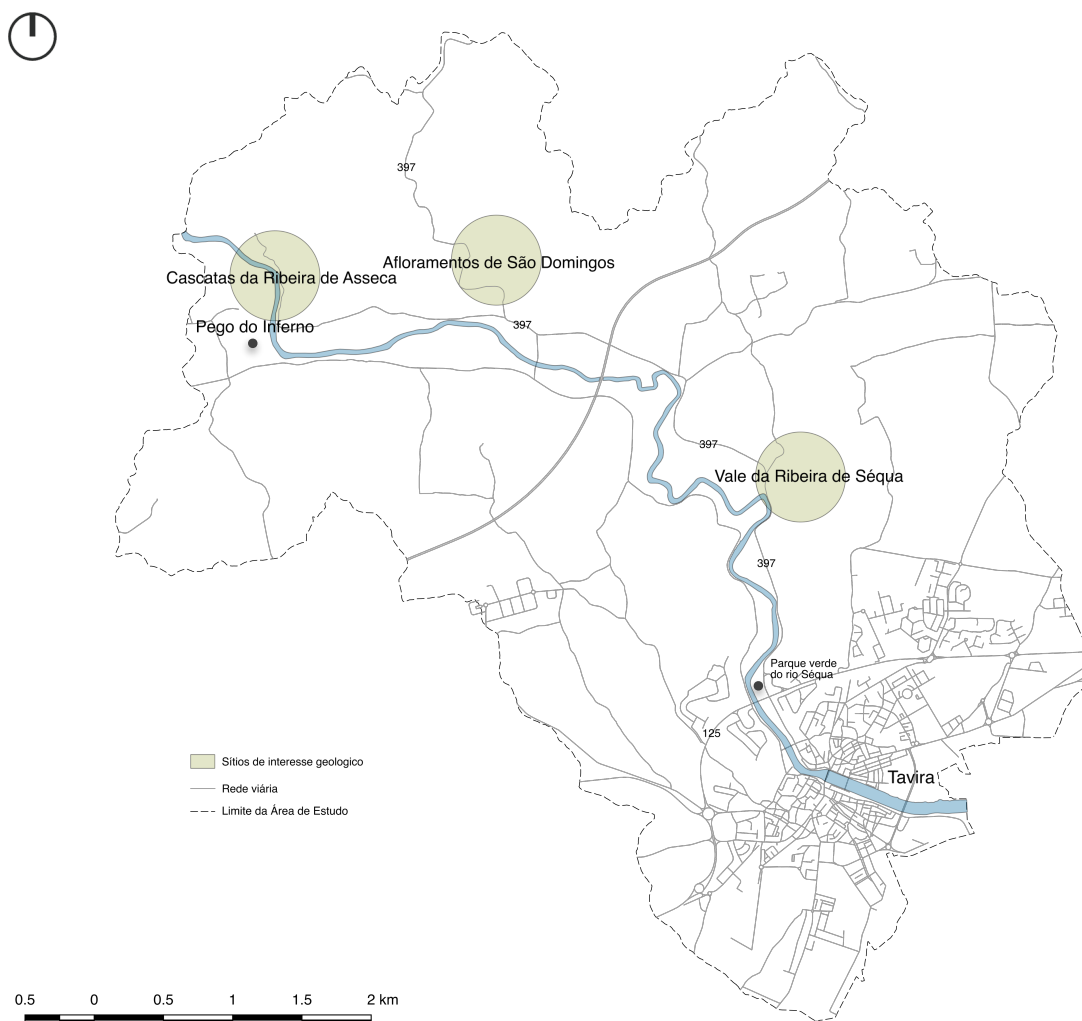 397
Afloramentos de São Domingos
Cascatas da Ribeira de Asseca
Pego do Inferno
397
397
Vale da Ribeira de Séqua
397
Parque verde
do rio Séqua
125
Tavira
Sítios de interesse geologico
Rede viária
Limite da Área de Estudo
0.5 0 0.5 1 1.5 2 km